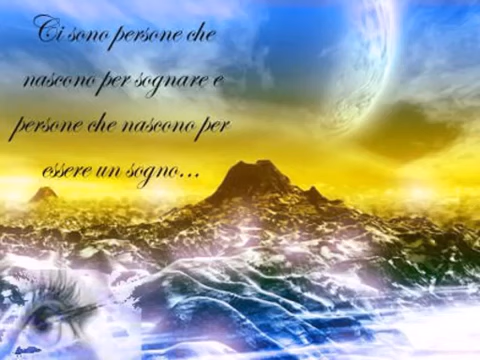 Ci sono persone che
nascono per sognare e
persone che nascono per
essere un sogno...